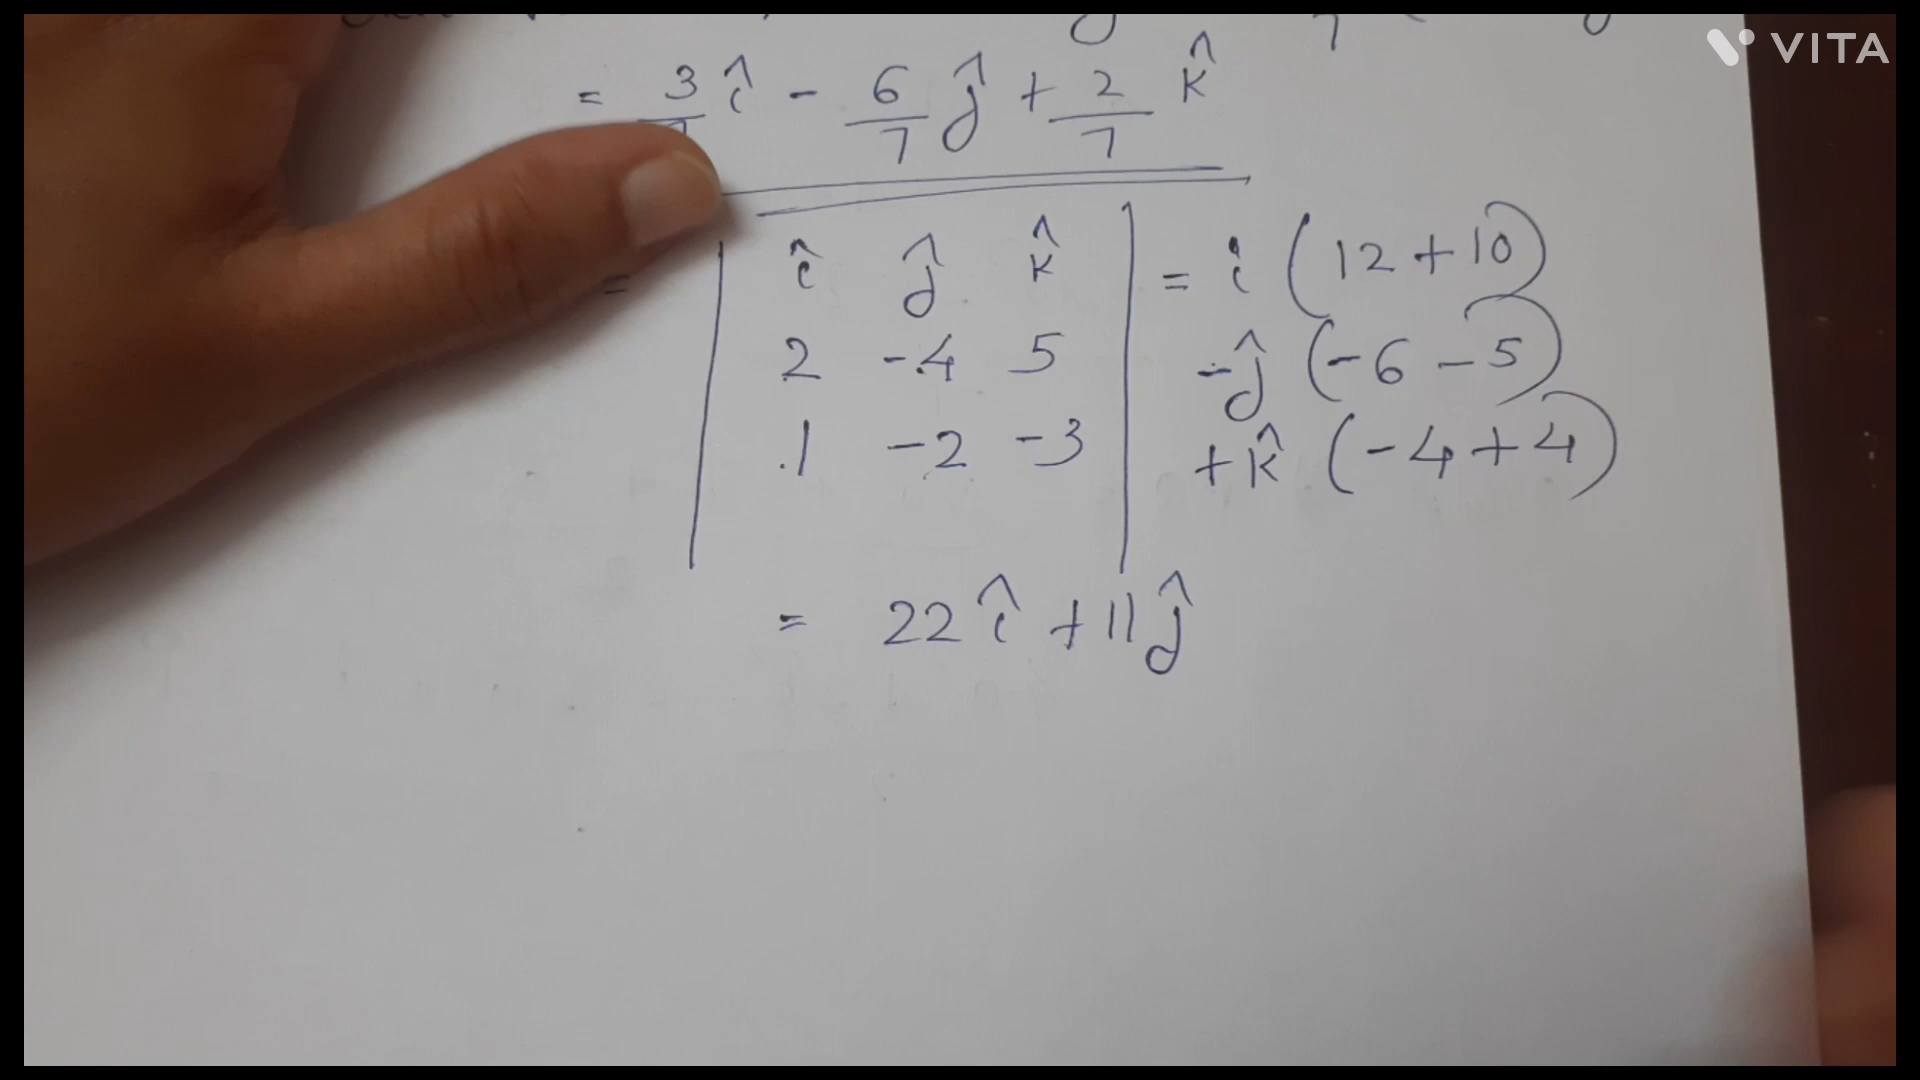 VITA
= 3/7 î - 6/7 ĵ + 2/7 k̂
= | î ĵ k̂ | = i (12 + 10)
2 -4 5 -ĵ (-6 - 5)
1 -2 -3 +k̂ (-4 + 4)
= 22 î + 11 ĵ